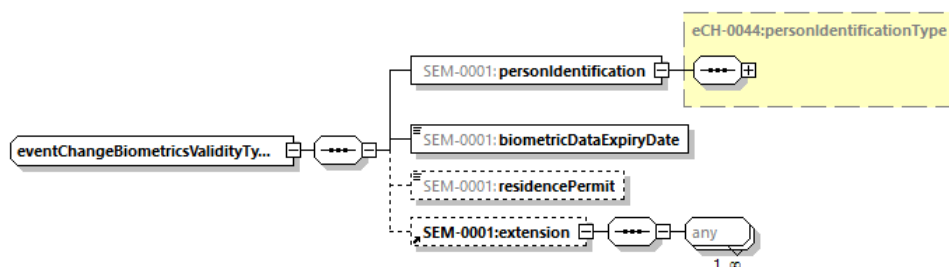 eCH-0044:personIdentificationType
SEM-0001:personIdentification
SEM-0001:biometricDataExpiryDate
eventChangeBiometricsValidityTy...
SEM-0001:residencePermit
SEM-0001:extension
any
1..∞